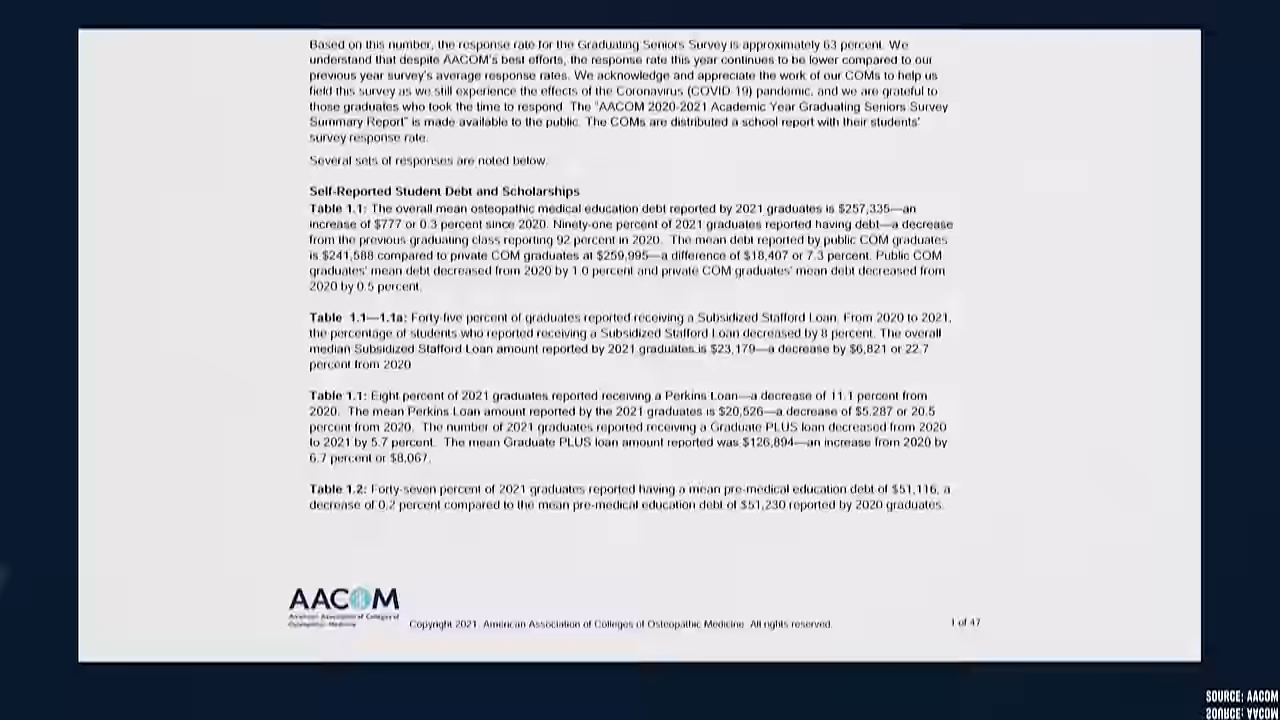 Based on this number, the response rate for the Graduating Seniors Survey is approximately 63 percent. We
understand that despite AACOM's best efforts, the response rate this year continues to be lower compared to our
previous year survey's average response rates. We acknowledge and appreciate the work of our COMs to help us
field this survey as we still experience the effects of the Coronavirus (COVID 19) pandemic, and we are grateful to
those graduates who took the time to respond. The "AACOM 2020-2021 Academic Year Graduating Seniors Survey
Summary Report" is made available to the public. The COMs are distributed a school report with their students'
survey response rate.
Several sets of responses are noted below.
Self-Reported Student Debt and Scholarships
Table 1.1: The overall mean osteopathic medical education debt reported by 2021 graduates is $257,335—an
increase of $777 or 0.3 percent since 2020. Ninety-one percent of 2021 graduates reported having debt—a decrease
from the previous graduating class reporting 92 percent in 2020. The mean debt reported by public COM graduates
is $241,588 compared to private COM graduates at $259,995—a difference of $18,407 or 7.3 percent. Public COM
graduates' mean debt decreased from 2020 by 1.0 percent and private COM graduates' mean debt decreased from
2020 by 0.5 percent.
Table 1.1—1.1a: Forty-five percent of graduates reported receiving a Subsidized Stafford Loan. From 2020 to 2021,
the percentage of students who reported receiving a Subsidized Stafford Loan decreased by 8 percent. The overall
median Subsidized Stafford Loan amount reported by 2021 graduates is $23,179—a decrease by $6,821 or 22.7
percent from 2020
Table 1.1: Eight percent of 2021 graduates reported receiving a Perkins Loan—a decrease of 11.1 percent from
2020. The mean Perkins Loan amount reported by the 2021 graduates is $20,526—a decrease of $5.287 or 20.5
percent from 2020. The number of 2021 graduates reported receiving a Graduate PLUS loan decreased from 2020
to 2021 by 5.7 percent. The mean Graduate PLUS loan amount reported was $126,894—an increase from 2020 by
6.7 percent or $8,067.
Table 1.2: Forty-seven percent of 2021 graduates reported having a mean pre-medical education debt of $51,116, a
decrease of 0.2 percent compared to the mean pre-medical education debt of $51,230 reported by 2020 graduates.
AACOM
American Association of Colleges of
Osteopathic Medicine
Copyright 2021. American Association of Colleges of Osteopathic Medicine. All rights reserved.
1 of 47
SOURCE: AACOM
SOURCE: AACOM